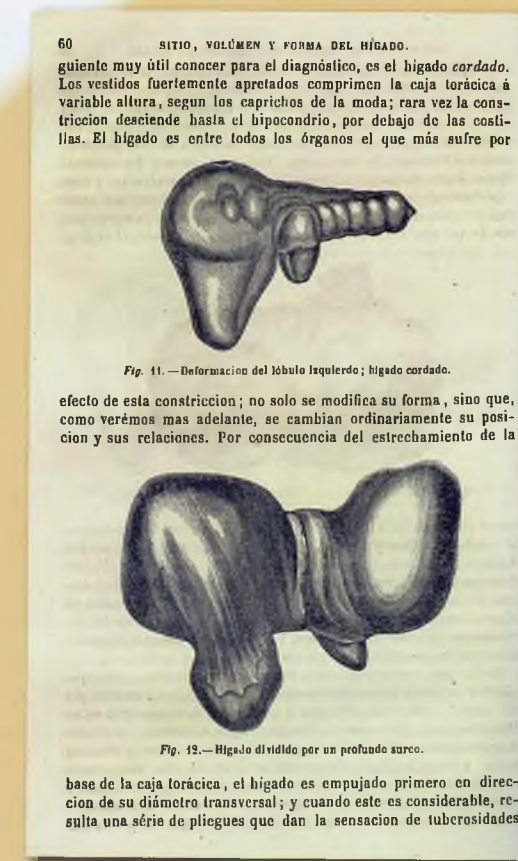 60 SITIO, VOLÚMEN Y FORMA DEL HÍGADO.
guiente muy útil conocer para el diagnóstico, es el hígado cordado.
Los vestidos fuertemente apretados comprimen la caja torácica á
variable altura, segun los caprichos de la moda; rara vez la cons-
triccion desciende hasta el hipocondrio, por debajo de las costi-
llas. El hígado es entre todos los órganos el que más sufre por
Fig. 11.—Deformacion del lóbulo izquierdo; hígado cordado.
efecto de esta constriccion; no solo se modifica su forma, sino que,
como verémos mas adelante, se cambian ordinariamente su posi-
cion y sus relaciones. Por consecuencia del estrechamiento de la
Fig. 12.—Hígado dividido por un profundo surco.
base de la caja torácica, el hígado es empujado primero en direc-
cion de su diámetro transversal; y cuando este es considerable, re-
sulta una série de pliegues que dan la sensacion de tuberosidades